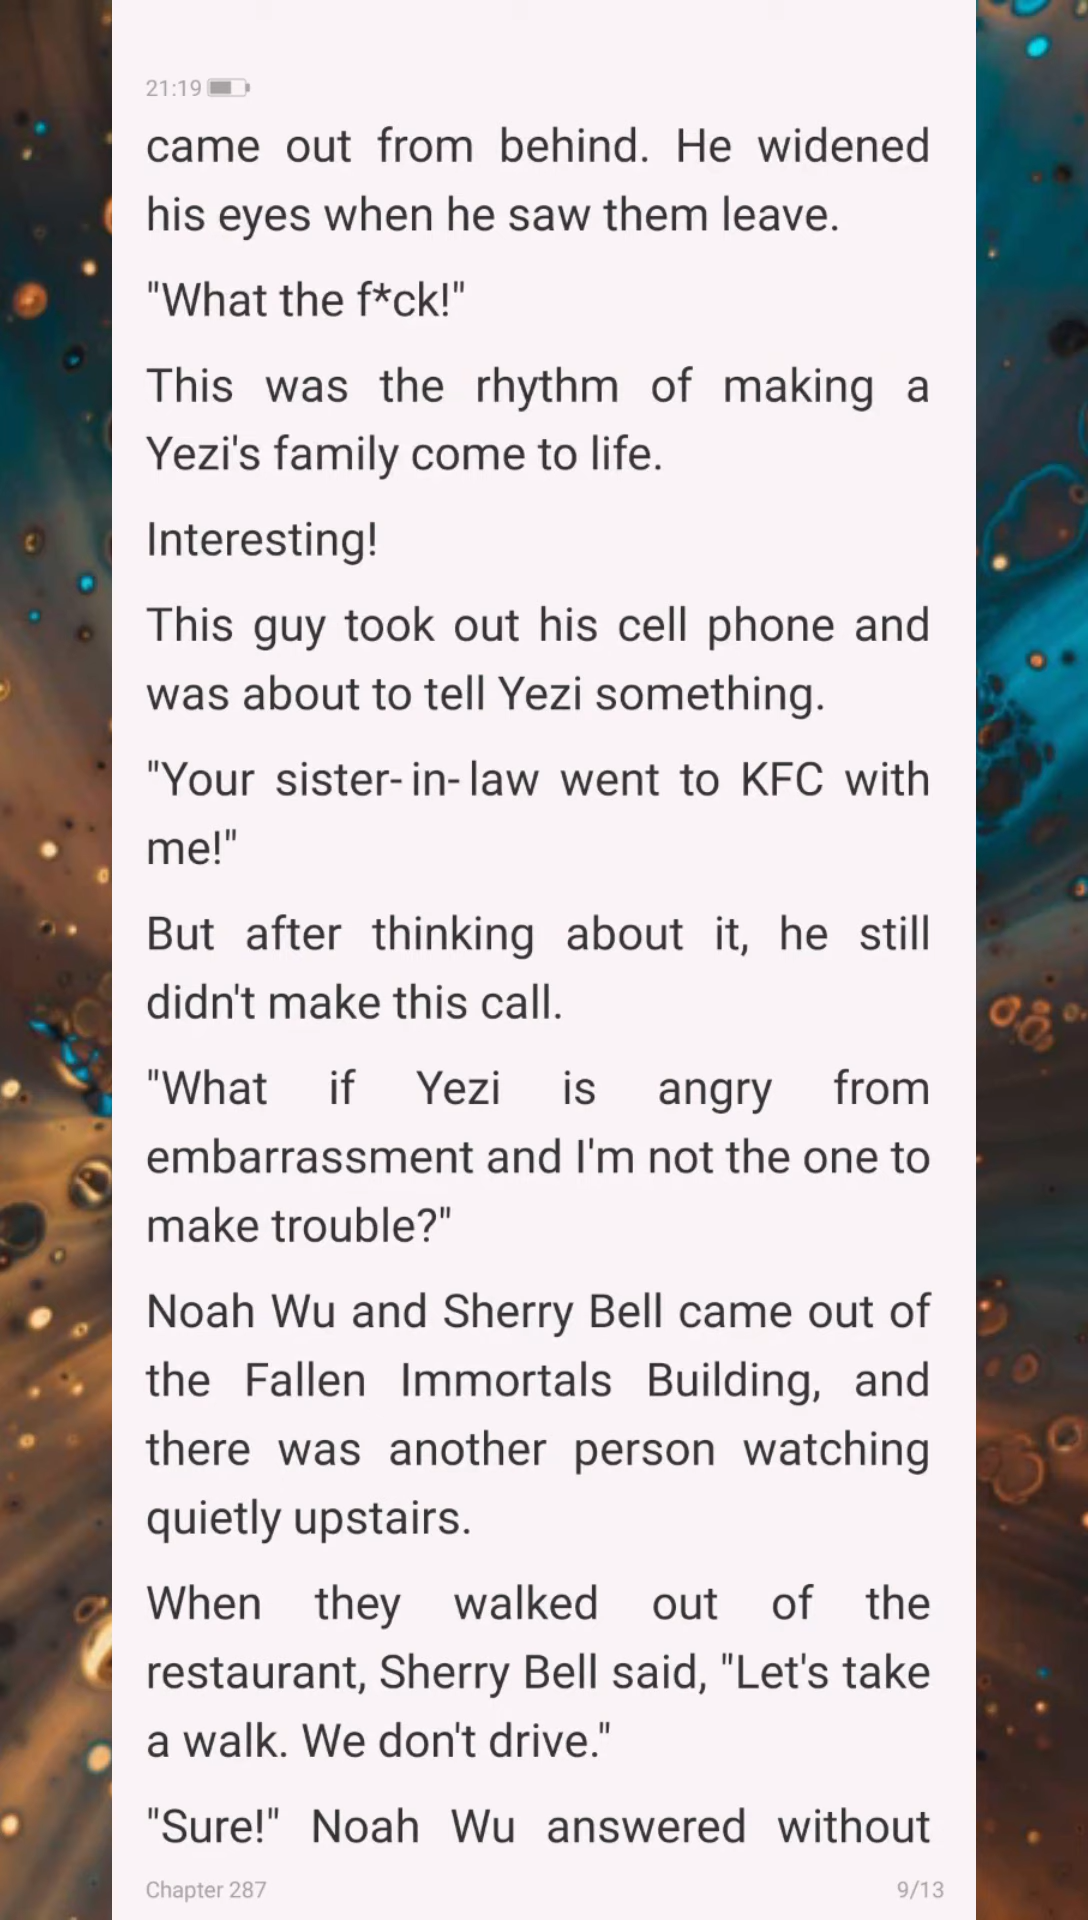 21:19
came out from behind. He widened
his eyes when he saw them leave.
"What the f*ck!"
This was the rhythm of making a
Yezi's family come to life.
Interesting!
This guy took out his cell phone and
was about to tell Yezi something.
"Your sister-in-law went to KFC with
me!"
But after thinking about it, he still
didn't make this call.
"What if Yezi is angry from
embarrassment and I'm not the one to
make trouble?"
Noah Wu and Sherry Bell came out of
the Fallen Immortals Building, and
there was another person watching
quietly upstairs.
When they walked out of the
restaurant, Sherry Bell said, "Let's take
a walk. We don't drive."
"Sure!" Noah Wu answered without
Chapter 287
9/13